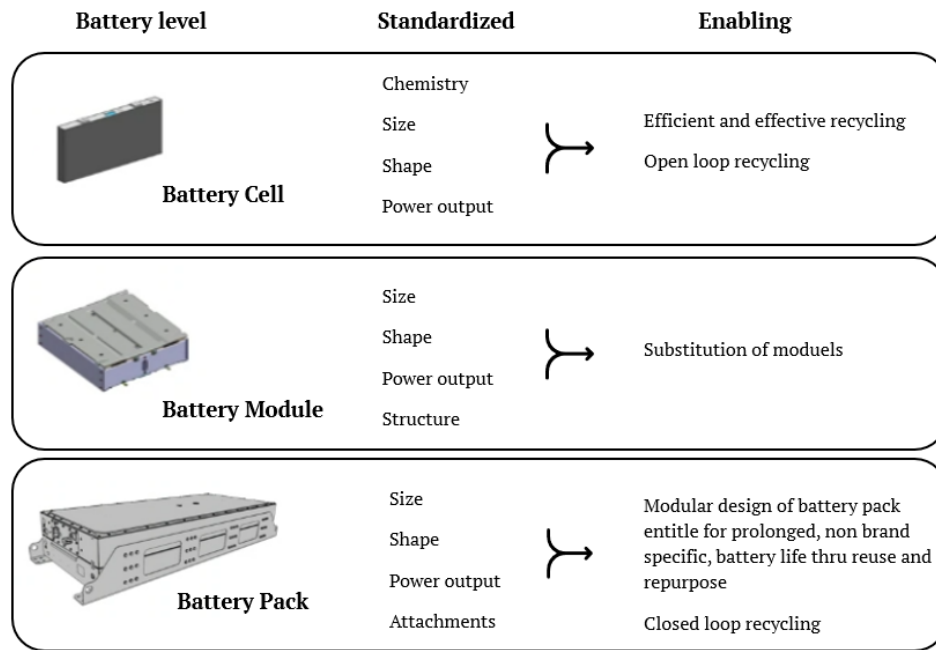 Battery level
Standardized
Enabling
Chemistry
Size
Shape
Power output
Battery Cell
Efficient and effective recycling
Open loop recycling
Size
Shape
Power output
Structure
Battery Module
Substitution of moduels
Size
Shape
Power output
Attachments
Battery Pack
Modular design of battery pack
entitle for prolonged, non brand
specific, battery life thru reuse and
repurpose
Closed loop recycling